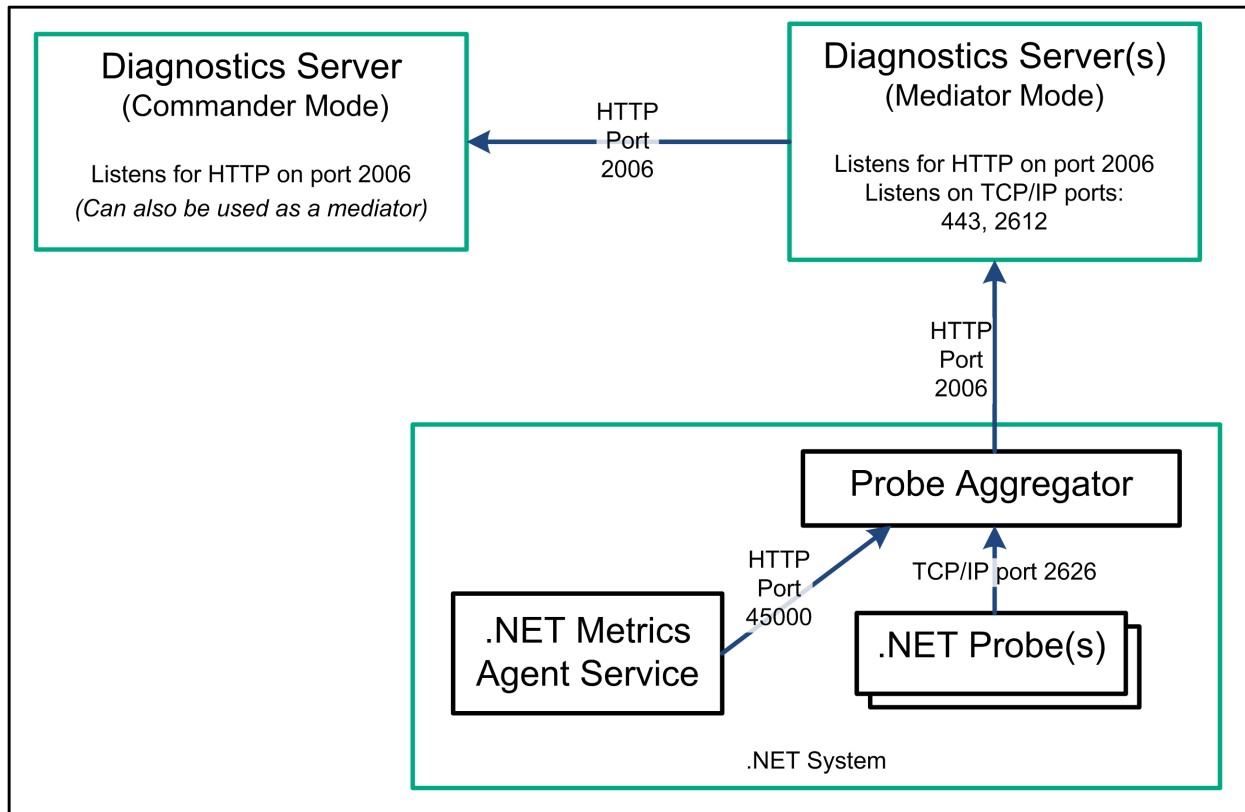 Diagnostics Server
(Commander Mode)
Listens for HTTP on port 2006
(Can also be used as a mediator)
HTTP
Port
2006
Diagnostics Server(s)
(Mediator Mode)
Listens for HTTP on port 2006
Listens on TCP/IP ports:
443, 2612
HTTP
Port
2006
Probe Aggregator
HTTP
Port
45000
TCP/IP port 2626
.NET Metrics
Agent Service
.NET Probe(s)
.NET System